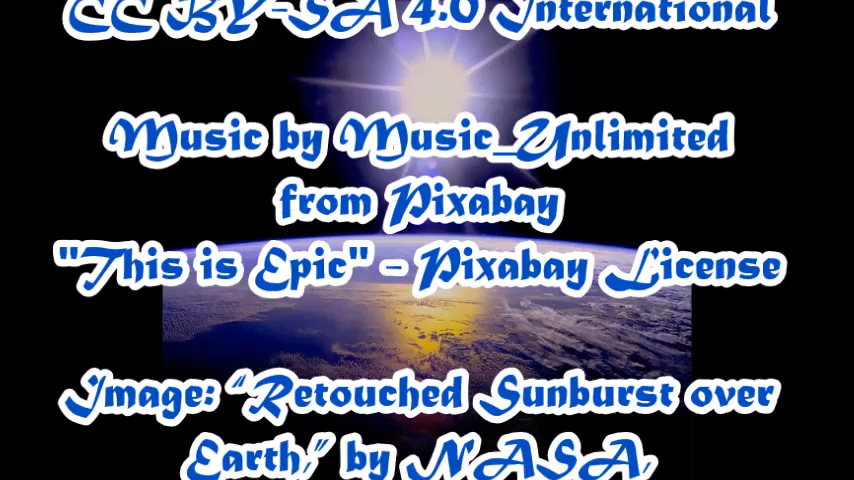 CC BY-SA 4.0 International
Music by Music_Unlimited
from Pixabay
"This is Epic" - Pixabay License
Image: “Retouched Sunburst over
Earth,” by NASA,